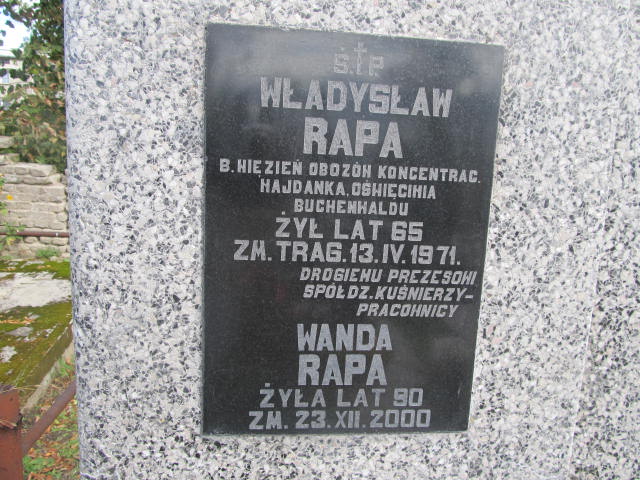 Ś.†P.
WŁADYSŁAW
RAPA
B. WIĘZIEŃ OBOZÓW KONCENTRAC.
MAJDANKA, OŚWIĘCIMIA
BUCHENWALDU
ŻYŁ LAT 65
ZM. TRAG. 13. IV. 1971.
DROGIEMU PREZESOWI
SPÓŁDZ. KUŚNIERZY-
PRACOWNICY
WANDA
RAPA
ŻYŁA LAT 90
ZM. 23. XII. 2000